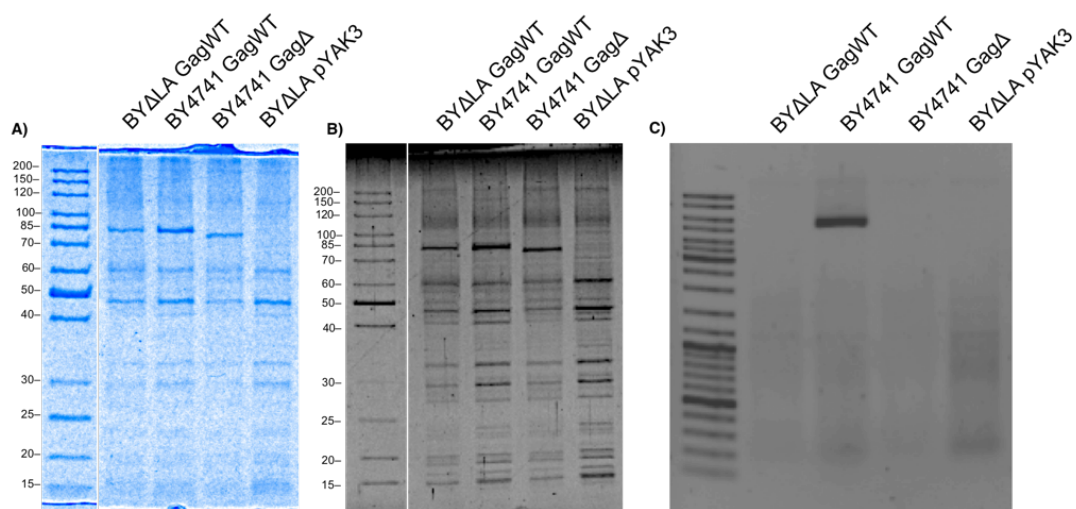 BYΔLA GagWT
BY4741 GagWT
BY4741 GagΔ
BYΔLA pYAK3
BYΔLA GagWT
BY4741 GagWT
BY4741 GagΔ
BYΔLA pYAK3
BYΔLA GagWT
BY4741 GagWT
BY4741 GagΔ
BYΔLA pYAK3
A)
B)
C)
200–
150–
120–
100–
85–
70–
60–
50–
40–
30–
25–
20–
15–
200–
150–
120–
100–
85–
70–
60–
50–
40–
30–
25–
20–
15–